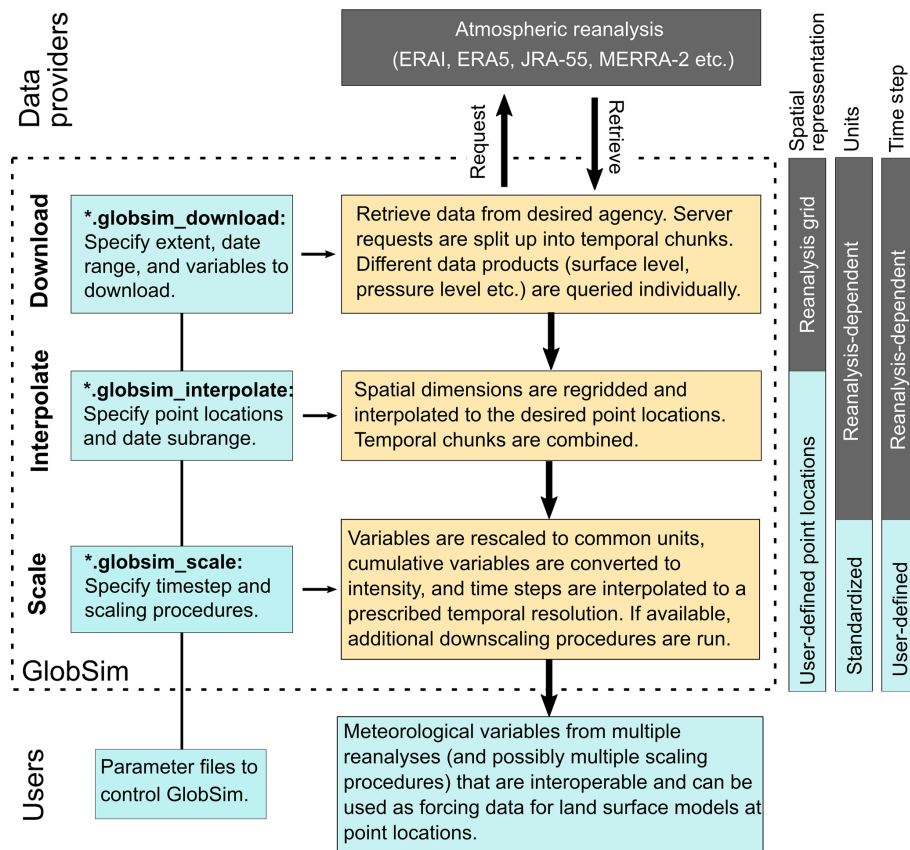 Data
providers
Atmospheric reanalysis
(ERAI, ERA5, JRA-55, MERRA-2 etc.)
Request
Retrieve
Spatial
representation
Units
Time step
Download
*.globsim_download:
Specify extent, date
range, and variables to
download.
Retrieve data from desired agency. Server
requests are split up into temporal chunks.
Different data products (surface level,
pressure level etc.) are queried individually.
Interpolate
*.globsim_interpolate:
Specify point locations
and date subrange.
Spatial dimensions are regridded and
interpolated to the desired point locations.
Temporal chunks are combined.
Scale
*.globsim_scale:
Specify timestep and
scaling procedures.
Variables are rescaled to common units,
cumulative variables are converted to
intensity, and time steps are interpolated to a
prescribed temporal resolution. If available,
additional downscaling procedures are run.
GlobSim
Reanalysis grid
User-defined point locations
Reanalysis-dependent
Standardized
Reanalysis-dependent
User-defined
Users
Parameter files to
control GlobSim.
Meteorological variables from multiple
reanalyses (and possibly multiple scaling
procedures) that are interoperable and can be
used as forcing data for land surface models at
point locations.